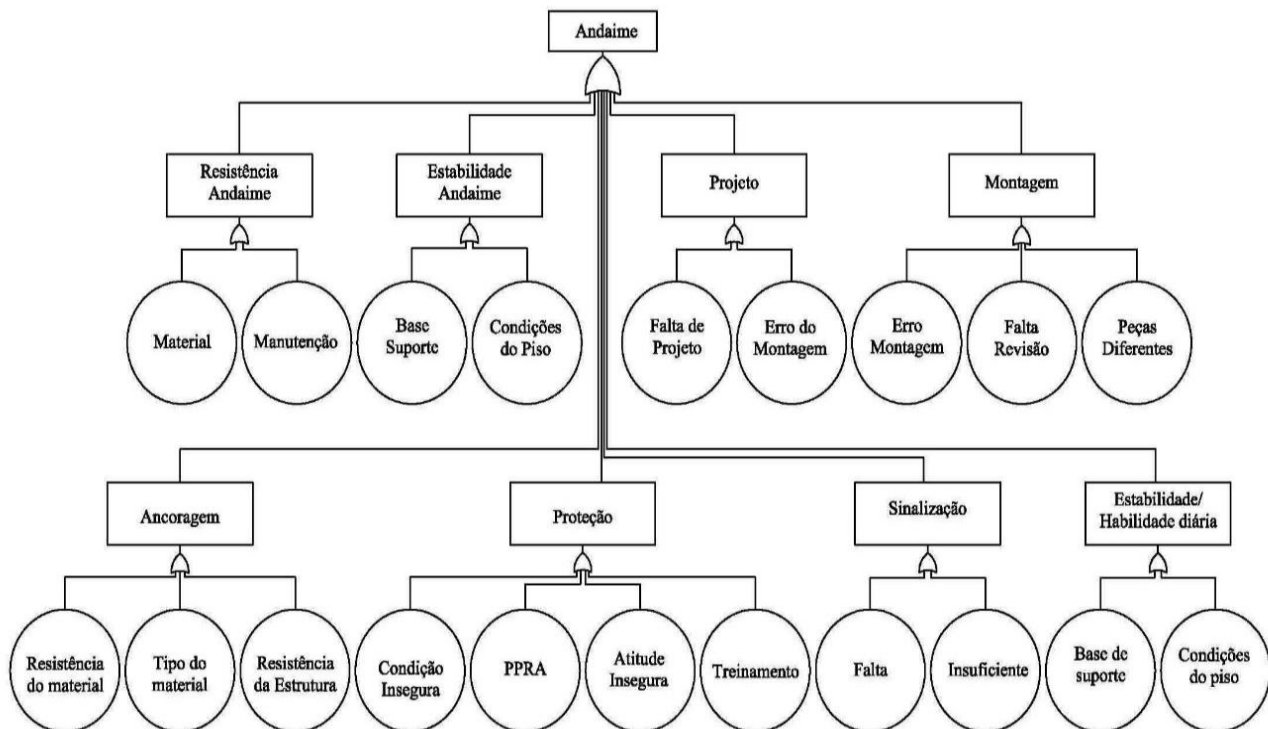 Andaime
Resistência
Andaime
Estabilidade
Andaime
Projeto
Montagem
Material
Manutenção
Base
Suporte
Condições
do Piso
Falta de
Projeto
Erro do
Montagem
Erro
Montagem
Falta
Revisão
Peças
Diferentes
Ancoragem
Proteção
Sinalização
Estabilidade/
Habilidade diária
Resistência
do material
Tipo do
material
Resistência
da Estrutura
Condição
Insegura
PPRA
Atitude
Insegura
Treinamento
Falta
Insuficiente
Base de
suporte
Condições
do piso